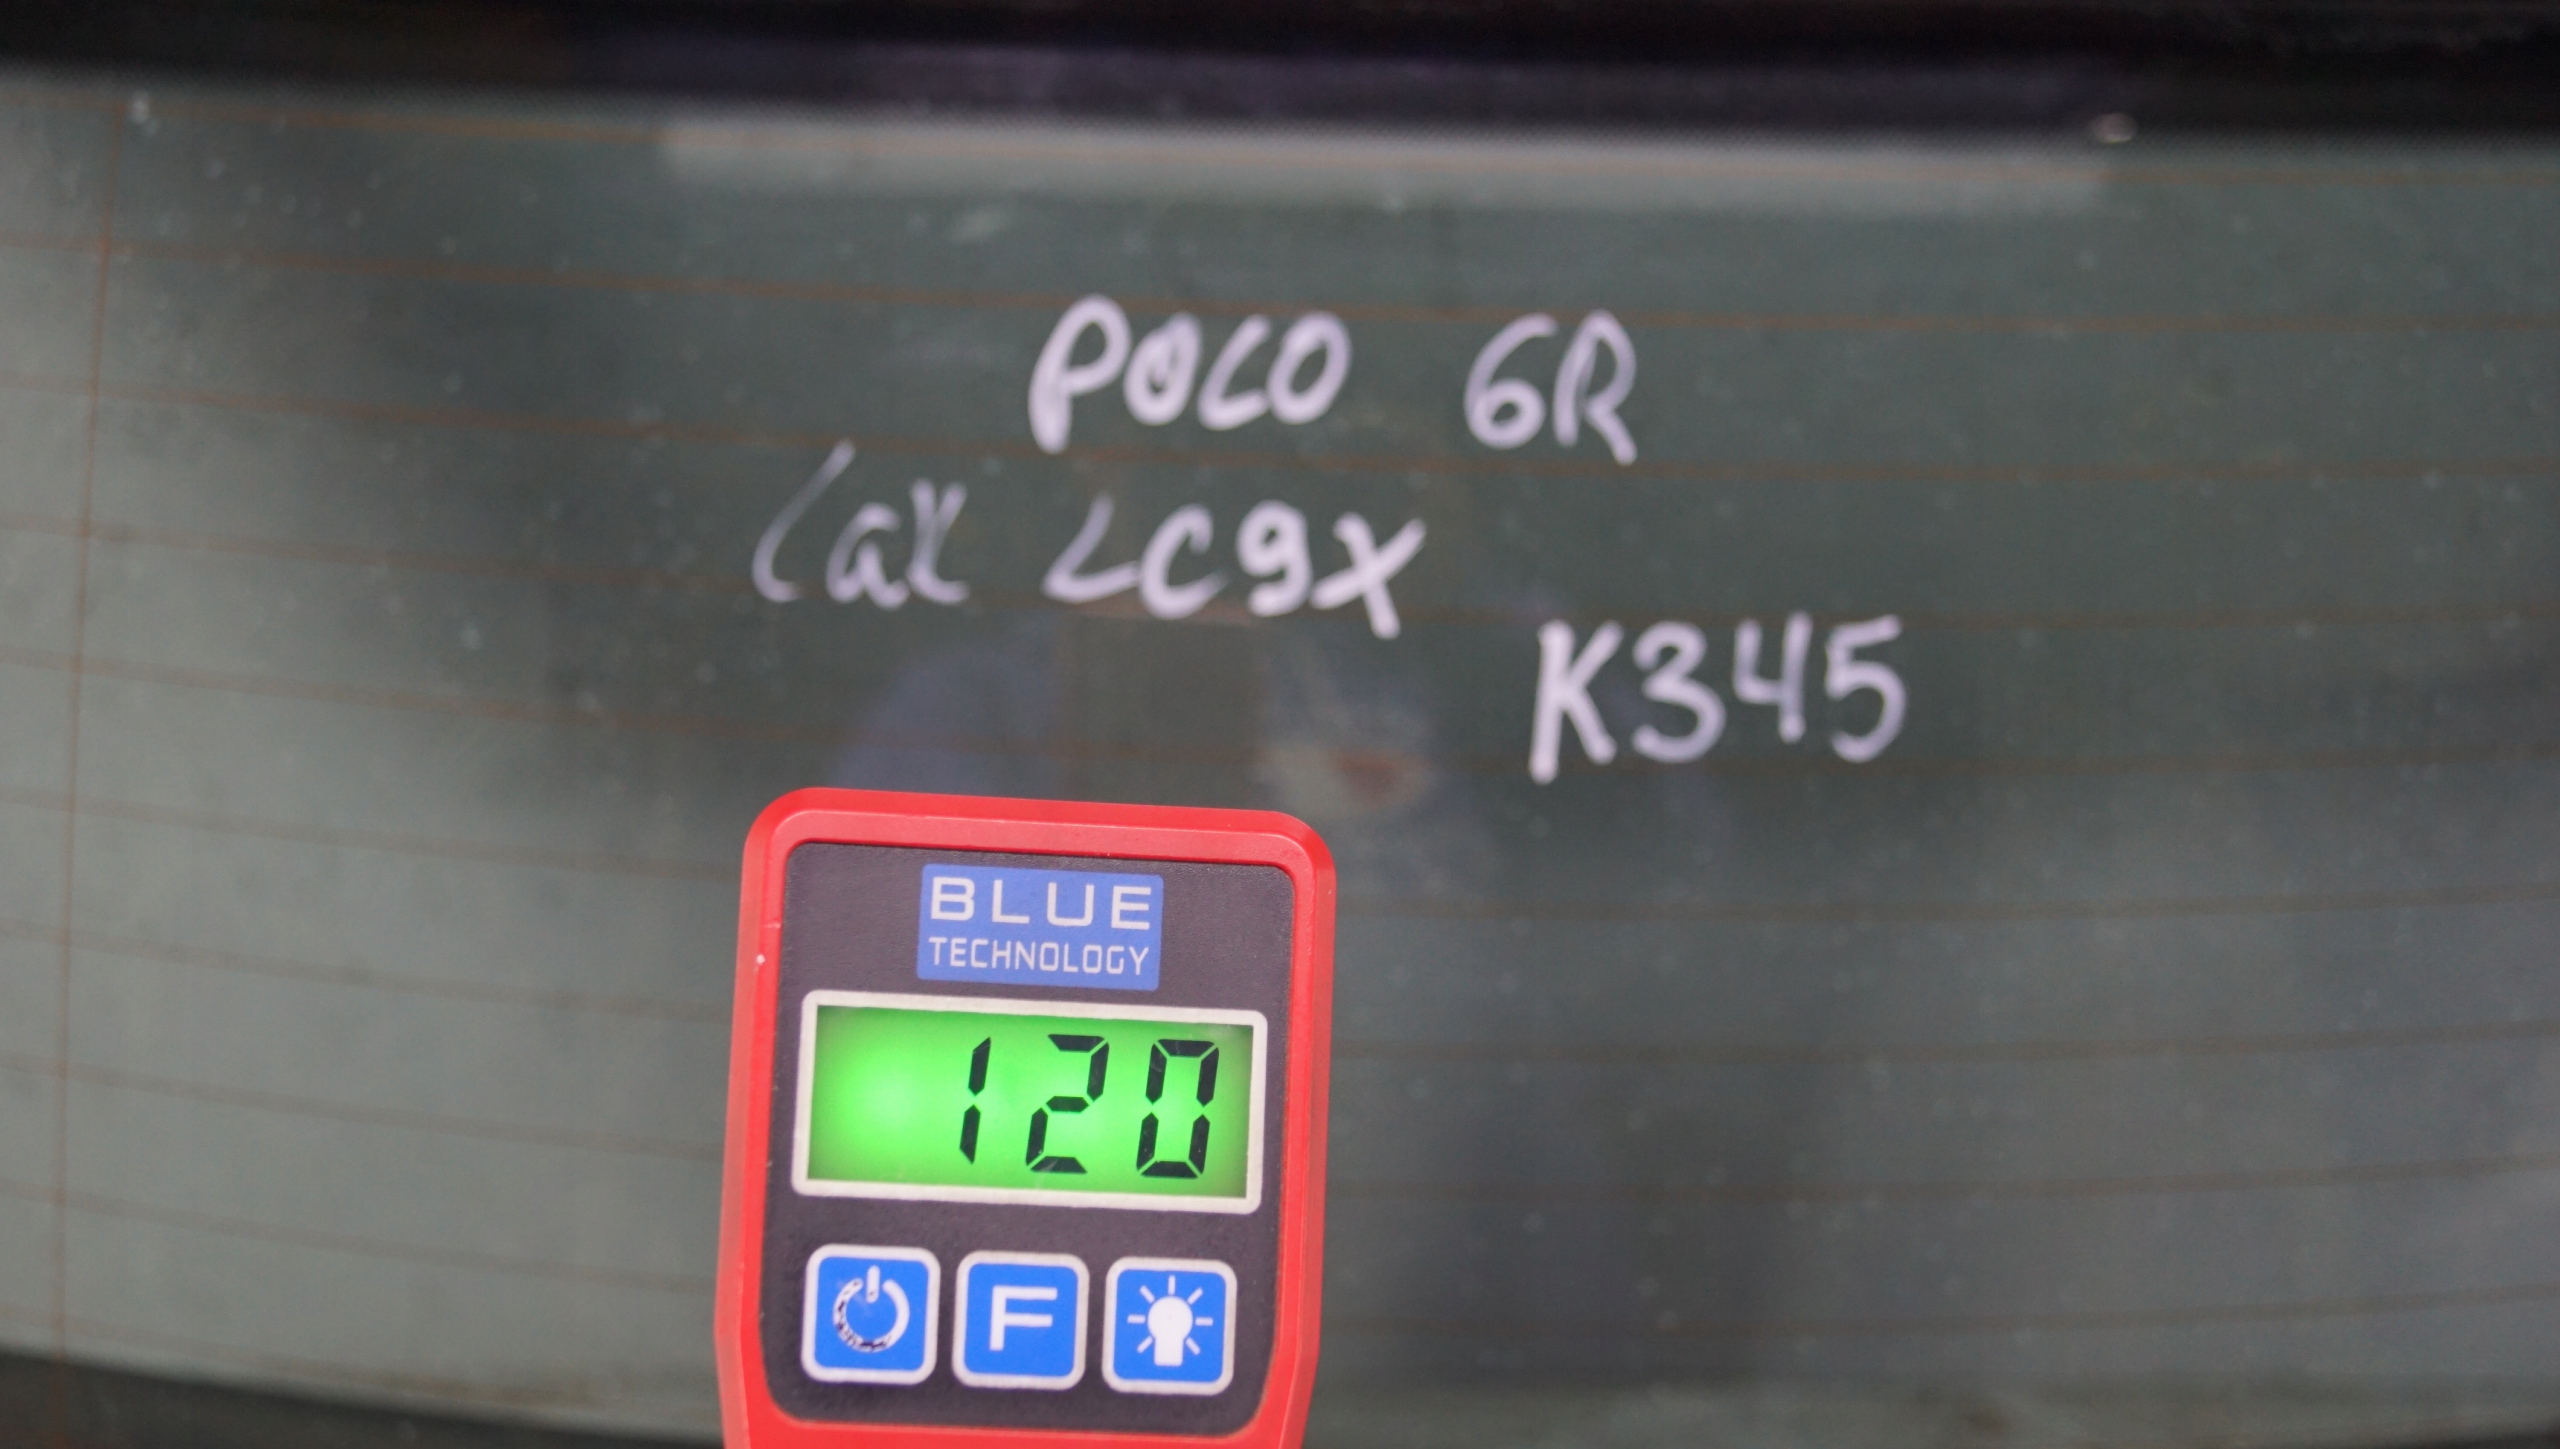 POLO 6R
Lak LC9X
K345
BLUE
TECHNOLOGY
120
F